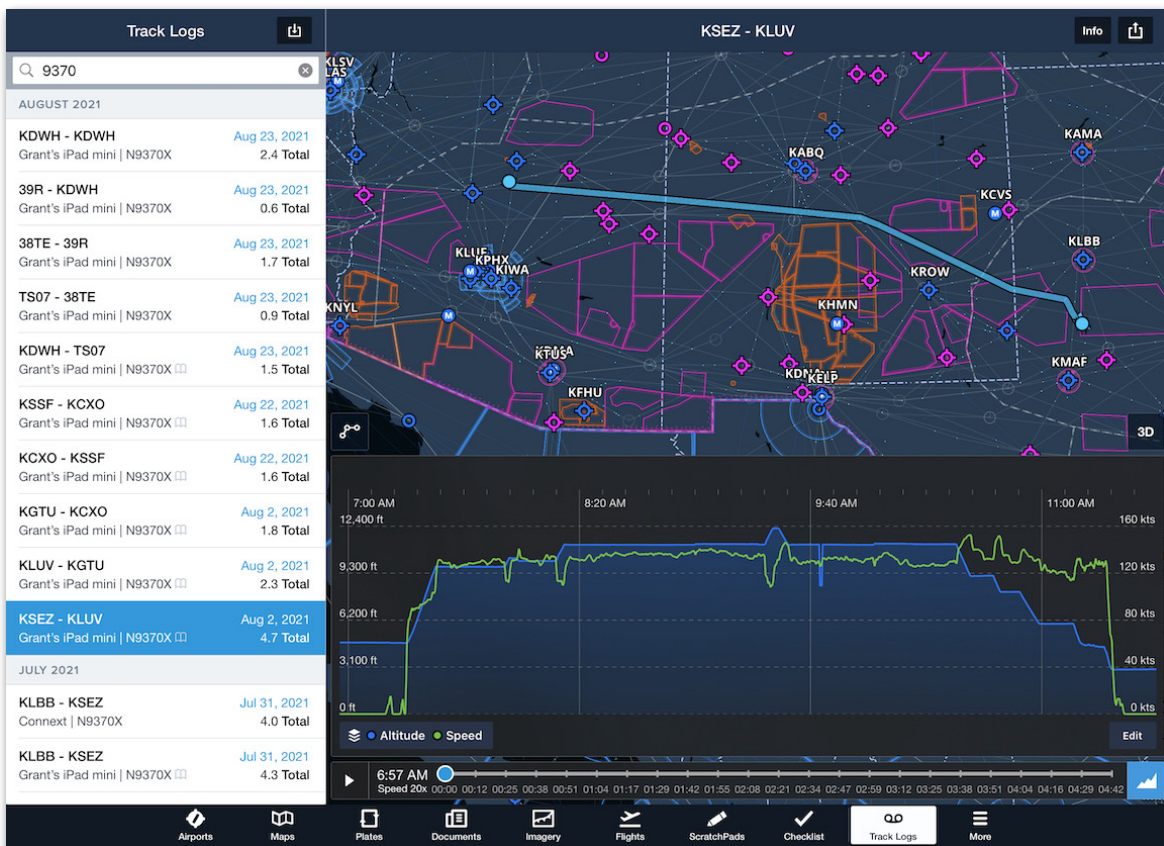 Track Logs
KSEZ - KLUV
Info
9370
AUGUST 2021
KDWH - KDWH Aug 23, 2021
Grant's iPad mini | N9370X 2.4 Total
39R - KDWH Aug 23, 2021
Grant's iPad mini | N9370X 0.6 Total
38TE - 39R Aug 23, 2021
Grant's iPad mini | N9370X 1.7 Total
TS07 - 38TE Aug 23, 2021
Grant's iPad mini | N9370X 0.9 Total
KDWH - TS07 Aug 23, 2021
Grant's iPad mini | N9370X 1.5 Total
KSSF - KCXO Aug 22, 2021
Grant's iPad mini | N9370X 1.6 Total
KCXO - KSSF Aug 22, 2021
Grant's iPad mini | N9370X 1.6 Total
KGTU - KCXO Aug 2, 2021
Grant's iPad mini | N9370X 1.8 Total
KLUV - KGTU Aug 2, 2021
Grant's iPad mini | N9370X 2.3 Total
KSEZ - KLUV Aug 2, 2021
Grant's iPad mini | N9370X 4.7 Total
JULY 2021
KLBB - KSEZ Jul 31, 2021
Connext | N9370X 4.0 Total
KLBB - KSEZ Jul 31, 2021
Grant's iPad mini | N9370X 4.3 Total
KLSV
LAS
KAMA
KABQ
KCVS
KLBB
KLUF
KPHX
KIWA
KROW
KNYL
M
KHMN
KTUS
KMAF
KELP
KFHU
3D
7:00 AM 8:20 AM 9:40 AM 11:00 AM
12,400 ft 160 kts
9,300 ft 120 kts
6,200 ft 80 kts
3,100 ft 40 kts
0 ft 0 kts
Altitude Speed Edit
6:57 AM
Speed 20x 00:00 00:12 00:25 00:38 00:51 01:04 01:17 01:29 01:42 01:55 02:08 02:21 02:34 02:47 02:59 03:12 03:25 03:38 03:51 04:04 04:16 04:29 04:42
Airports Maps Plates Documents Imagery Flights ScratchPads Checklist Track Logs More